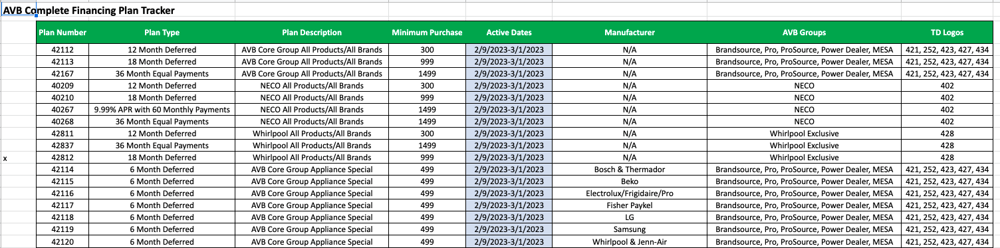 AVB Complete Financing Plan Tracker
Plan Number Plan Type Plan Description Minimum Purchase Active Dates Manufacturer AVB Groups TD Logos
42112 12 Month Deferred AVB Core Group All Products/All Brands 300 2/9/2023-3/1/2023 N/A Brandsource, Pro, ProSource, Power Dealer, MESA 421, 252, 423, 427, 434
42113 18 Month Deferred AVB Core Group All Products/All Brands 999 2/9/2023-3/1/2023 N/A Brandsource, Pro, ProSource, Power Dealer, MESA 421, 252, 423, 427, 434
42167 36 Month Equal Payments AVB Core Group All Products/All Brands 1499 2/9/2023-3/1/2023 N/A Brandsource, Pro, ProSource, Power Dealer, MESA 421, 252, 423, 427, 434
40209 12 Month Deferred NECO All Products/All Brands 300 2/9/2023-3/1/2023 N/A NECO 402
40210 18 Month Deferred NECO All Products/All Brands 999 2/9/2023-3/1/2023 N/A NECO 402
40267 9.99% APR with 60 Monthly Payments NECO All Products/All Brands 1499 2/9/2023-3/1/2023 N/A NECO 402
40268 36 Month Equal Payments NECO All Products/All Brands 1499 2/9/2023-3/1/2023 N/A NECO 402
42811 12 Month Deferred Whirlpool All Products/All Brands 300 2/9/2023-3/1/2023 N/A Whirlpool Exclusive 428
42837 36 Month Equal Payments Whirlpool All Products/All Brands 1499 2/9/2023-3/1/2023 N/A Whirlpool Exclusive 428
x 42812 18 Month Deferred Whirlpool All Products/All Brands 999 2/9/2023-3/1/2023 N/A Whirlpool Exclusive 428
42114 6 Month Deferred AVB Core Group Appliance Special 499 2/9/2023-3/1/2023 Bosch & Thermador Brandsource, Pro, ProSource, Power Dealer, MESA 421, 252, 423, 427, 434
42115 6 Month Deferred AVB Core Group Appliance Special 499 2/9/2023-3/1/2023 Beko Brandsource, Pro, ProSource, Power Dealer, MESA 421, 252, 423, 427, 434
42116 6 Month Deferred AVB Core Group Appliance Special 499 2/9/2023-3/1/2023 Electrolux/Frigidaire/Pro Brandsource, Pro, ProSource, Power Dealer, MESA 421, 252, 423, 427, 434
42117 6 Month Deferred AVB Core Group Appliance Special 499 2/9/2023-3/1/2023 Fisher Paykel Brandsource, Pro, ProSource, Power Dealer, MESA 421, 252, 423, 427, 434
42118 6 Month Deferred AVB Core Group Appliance Special 499 2/9/2023-3/1/2023 LG Brandsource, Pro, ProSource, Power Dealer, MESA 421, 252, 423, 427, 434
42119 6 Month Deferred AVB Core Group Appliance Special 499 2/9/2023-3/1/2023 Samsung Brandsource, Pro, ProSource, Power Dealer, MESA 421, 252, 423, 427, 434
42120 6 Month Deferred AVB Core Group Appliance Special 499 2/9/2023-3/1/2023 Whirlpool & Jenn-Air Brandsource, Pro, ProSource, Power Dealer, MESA 421, 252, 423, 427, 434